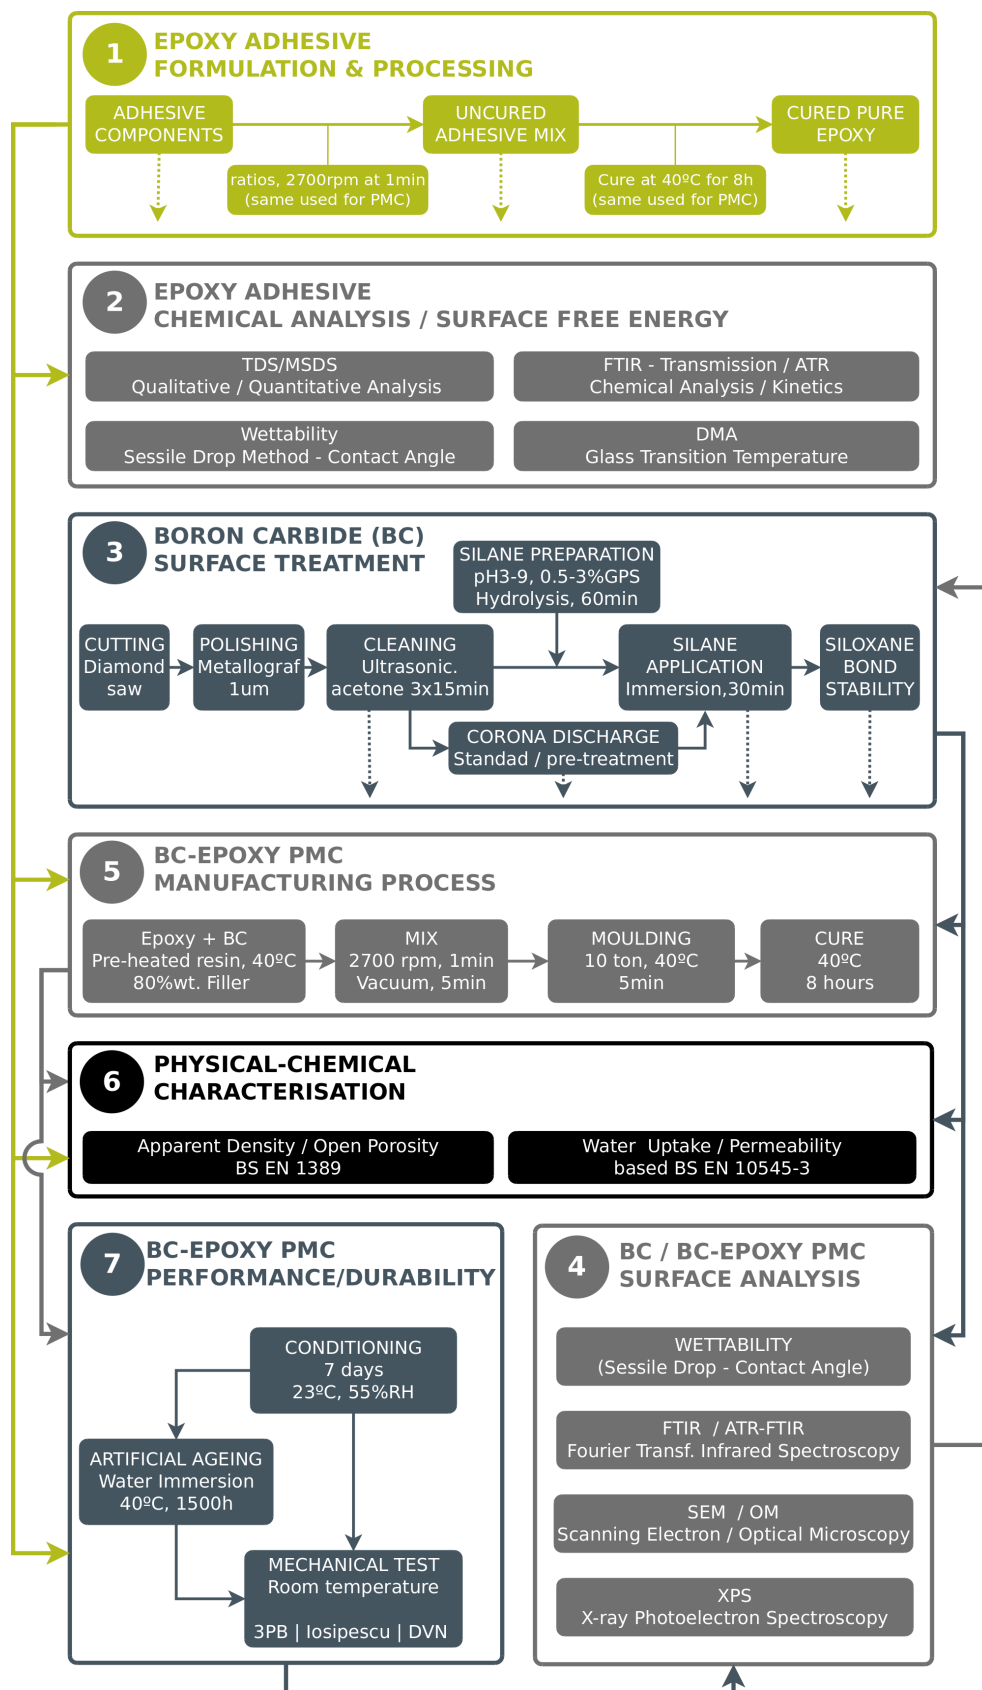 1
EPOXY ADHESIVE
FORMULATION & PROCESSING
ADHESIVE
COMPONENTS
UNCURED
ADHESIVE MIX
CURED PURE
EPOXY
ratios, 2700rpm at 1min
(same used for PMC)
Cure at 40ºC for 8h
(same used for PMC)
2
EPOXY ADHESIVE
CHEMICAL ANALYSIS / SURFACE FREE ENERGY
TDS/MSDS
Qualitative / Quantitative Analysis
FTIR - Transmission / ATR
Chemical Analysis / Kinetics
Wettability
Sessile Drop Method - Contact Angle
DMA
Glass Transition Temperature
3
BORON CARBIDE (BC)
SURFACE TREATMENT
SILANE PREPARATION
pH3-9, 0.5-3%GPS
Hydrolysis, 60min
CUTTING
Diamond
saw
POLISHING
Metallograf
1um
CLEANING
Ultrasonic.
acetone 3x15min
SILANE
APPLICATION
Immersion,30min
SILOXANE
BOND
STABILITY
CORONA DISCHARGE
Standad / pre-treatment
5
BC-EPOXY PMC
MANUFACTURING PROCESS
Epoxy + BC
Pre-heated resin, 40ºC
80%wt. Filler
MIX
2700 rpm, 1min
Vacuum, 5min
MOULDING
10 ton, 40ºC
5min
CURE
40ºC
8 hours
6
PHYSICAL-CHEMICAL
CHARACTERISATION
Apparent Density / Open Porosity
BS EN 1389
Water  Uptake / Permeability
based BS EN 10545-3
7
BC-EPOXY PMC
PERFORMANCE/DURABILITY
CONDITIONING
7 days
23ºC, 55%RH
ARTIFICIAL AGEING
Water Immersion
40ºC, 1500h
MECHANICAL TEST
Room temperature
3PB | Iosipescu | DVN
4
BC / BC-EPOXY PMC
SURFACE ANALYSIS
WETTABILITY
(Sessile Drop - Contact Angle)
FTIR  / ATR-FTIR
Fourier Transf. Infrared Spectroscopy
SEM  / OM
Scanning Electron / Optical Microscopy
XPS
X-ray Photoelectron Spectroscopy